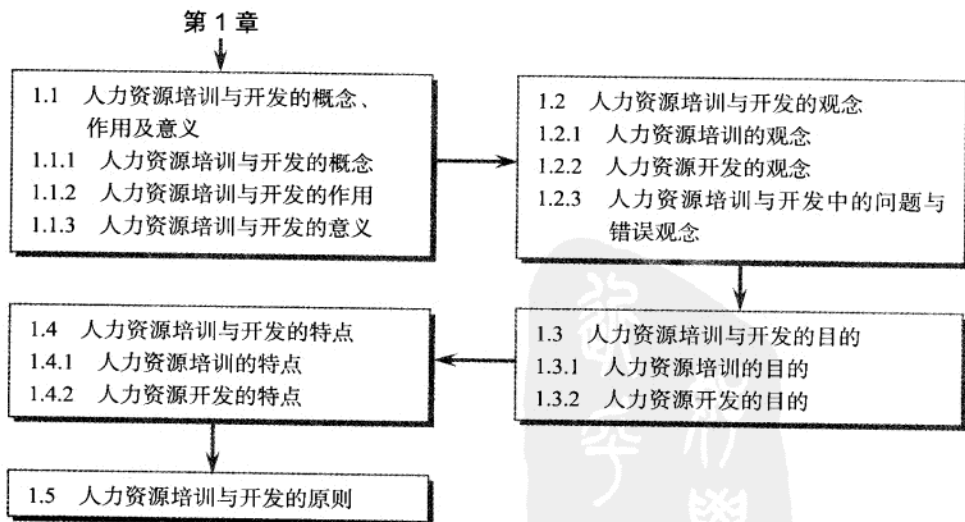 第 1 章
1.1 人力资源培训与开发的概念、
作用及意义
1.1.1 人力资源培训与开发的概念
1.1.2 人力资源培训与开发的作用
1.1.3 人力资源培训与开发的意义
1.2 人力资源培训与开发的观念
1.2.1 人力资源培训的观念
1.2.2 人力资源开发的观念
1.2.3 人力资源培训与开发中的问题与
错误观念
1.3 人力资源培训与开发的目的
1.3.1 人力资源培训的目的
1.3.2 人力资源开发的目的
1.4 人力资源培训与开发的特点
1.4.1 人力资源培训的特点
1.4.2 人力资源开发的特点
1.5 人力资源培训与开发的原则